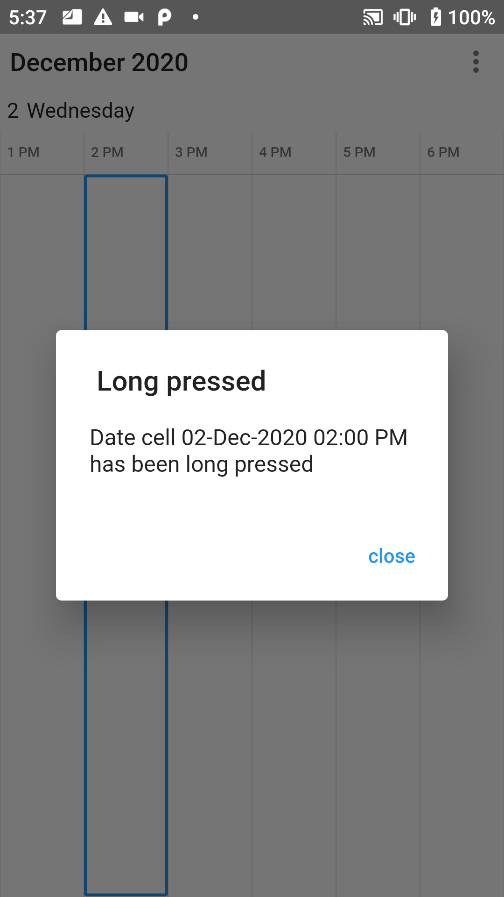 5:37
100%
December 2020
2 Wednesday
1 PM 2 PM 3 PM 4 PM 5 PM 6 PM
Long pressed
Date cell 02-Dec-2020 02:00 PM
has been long pressed
close